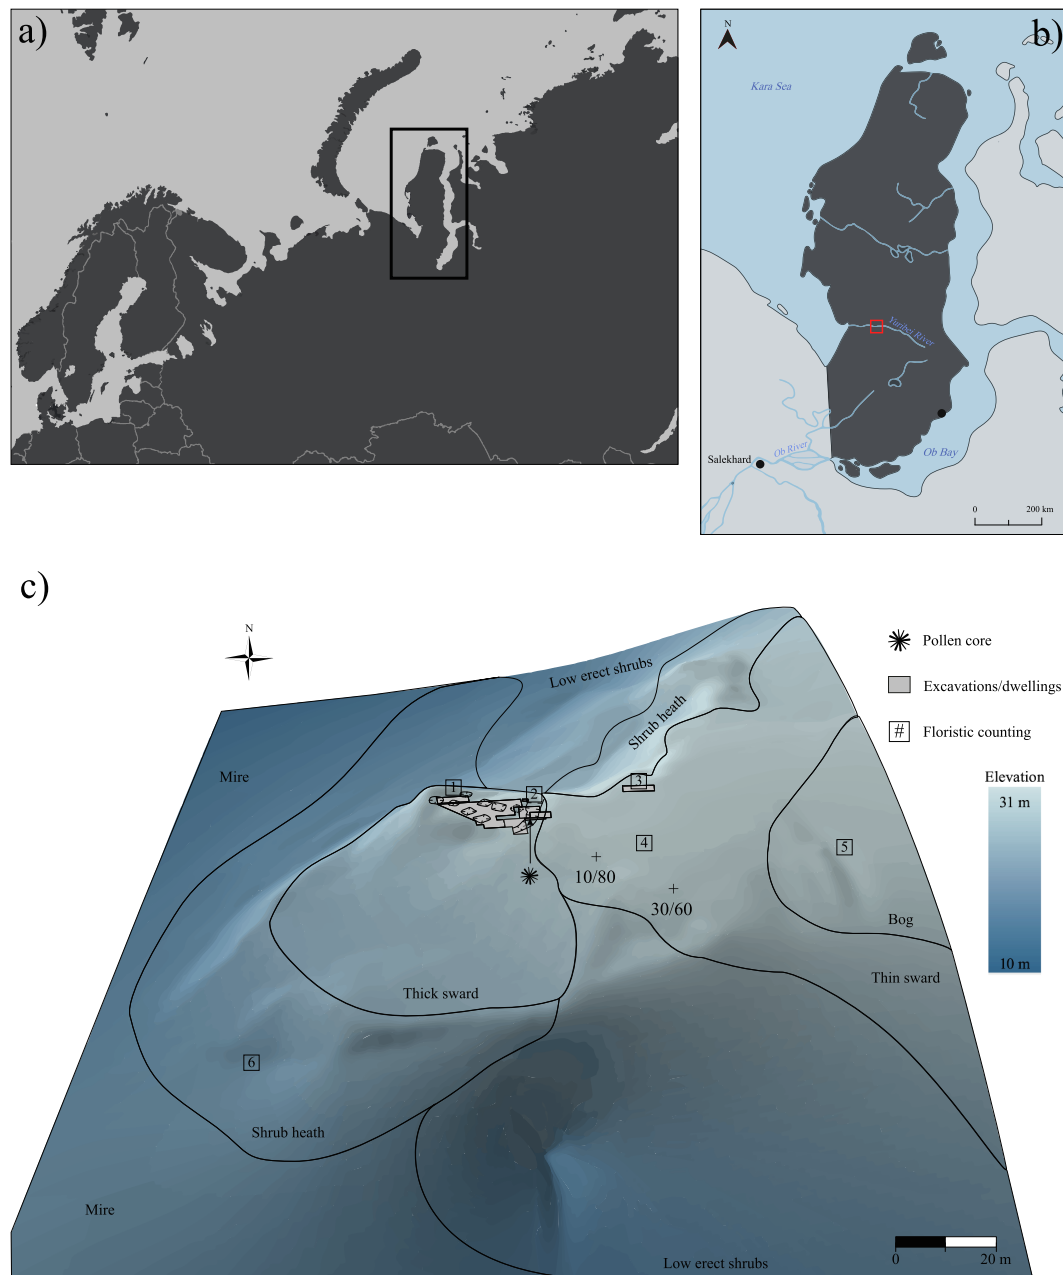 a)
b)
N
Kara Sea
Yuribei River
Ob River
Salekhard
Ob Bay
0 200 km
c)
N
Pollen core
Excavations/dwellings
# Floristic counting
Elevation
31 m
10 m
Low erect shrubs
Shrub heath
Mire
1
2
3
4
5
10/80
30/60
Bog
Thin sward
Thick sward
6
Shrub heath
Mire
Low erect shrubs
0 20 m